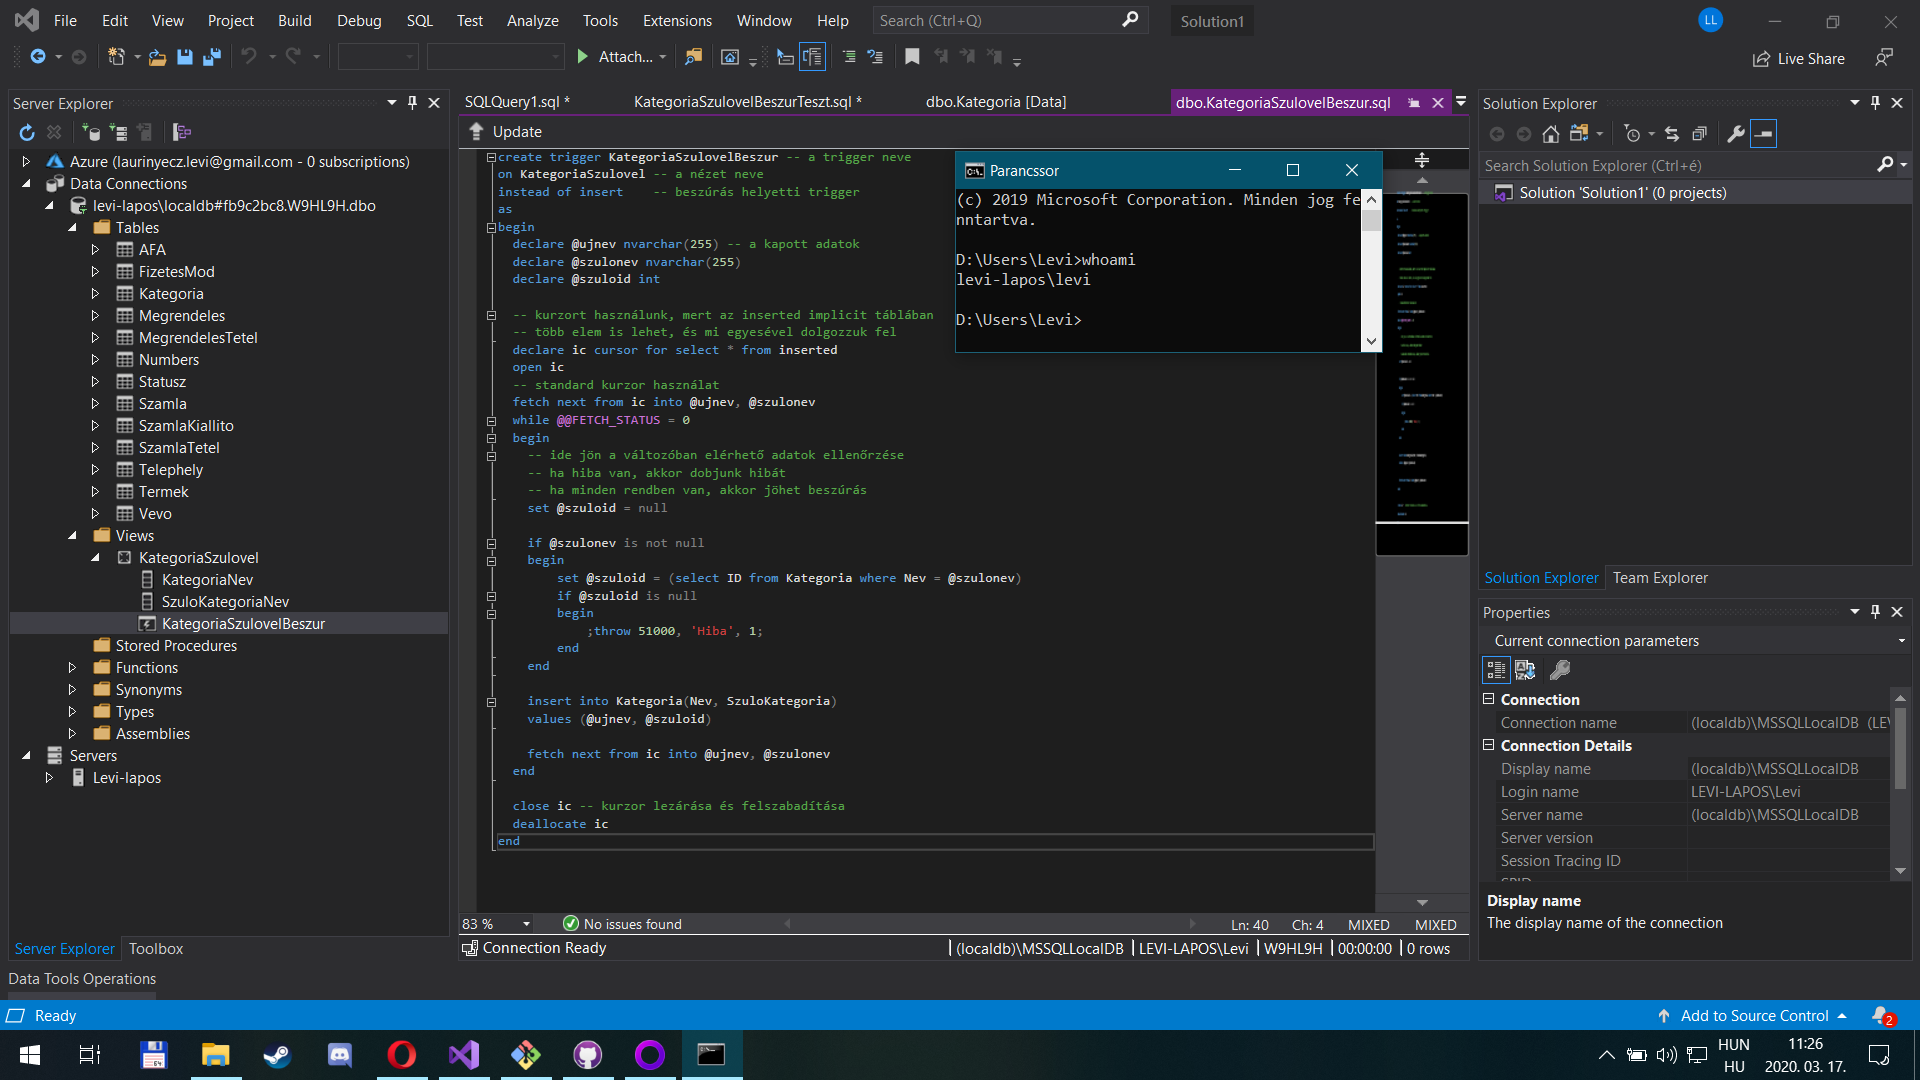 File Edit View Project Build Debug SQL Test Analyze Tools Extensions Window Help Search (Ctrl+Q) Solution1 LL
Attach... Live Share
Server Explorer
Azure (laurinyecz.levi@gmail.com - 0 subscriptions)
Data Connections
levi-lapos\localdb#fb9c2bc8.W9HL9H.dbo
Tables
AFA
FizetesMod
Kategoria
Megrendeles
MegrendelesTetel
Numbers
Statusz
Szamla
SzamlaKiallito
SzamlaTetel
Telephely
Termek
Vevo
Views
KategoriaSzulovel
KategoriaNev
SzuloKategoriaNev
KategoriaSzulovelBeszur
Stored Procedures
Functions
Synonyms
Types
Assemblies
Servers
Levi-lapos
Server Explorer Toolbox
Data Tools Operations
SQLQuery1.sql * KategoriaSzulovelBeszurTeszt.sql * dbo.Kategoria [Data] dbo.KategoriaSzulovelBeszur.sql
Update
create trigger KategoriaSzulovelBeszur -- a trigger neve
on KategoriaSzulovel -- a nézet neve
instead of insert -- beszúrás helyetti trigger
as
begin
declare @ujnev nvarchar(255) -- a kapott adatok
declare @szulonev nvarchar(255)
declare @szuloid int
-- kurzort használunk, mert az inserted implicit táblában
-- több elem is lehet, és mi egyesével dolgozzuk fel
declare ic cursor for select * from inserted
open ic
-- standard kurzor használat
fetch next from ic into @ujnev, @szulonev
while @@FETCH_STATUS = 0
begin
-- ide jön a változóban elérhető adatok ellenőrzése
-- ha hiba van, akkor dobjunk hibát
-- ha minden rendben van, akkor jöhet beszúrás
set @szuloid = null
if @szulonev is not null
begin
set @szuloid = (select ID from Kategoria where Nev = @szulonev)
if @szuloid is null
begin
;throw 51000, 'Hiba', 1;
end
end
insert into Kategoria(Nev, SzuloKategoria)
values (@ujnev, @szuloid)
fetch next from ic into @ujnev, @szulonev
end
close ic -- kurzor lezárása és felszabadítása
deallocate ic
end
83 % No issues found Ln: 40 Ch: 4 MIXED MIXED
Connection Ready (localdb)\MSSQLLocalDB LEVI-LAPOS\Levi W9HL9H 00:00:00 0 rows
C:\. Parancssor
(c) 2019 Microsoft Corporation. Minden jog fe
nntartva.
D:\Users\Levi>whoami
levi-lapos\levi
D:\Users\Levi>
Solution Explorer
Search Solution Explorer (Ctrl+é)
Solution 'Solution1' (0 projects)
Solution Explorer Team Explorer
Properties
Current connection parameters
Connection
Connection name (localdb)\MSSQLLocalDB (LEV
Connection Details
Display name (localdb)\MSSQLLocalDB
Login name LEVI-LAPOS\Levi
Server name (localdb)\MSSQLLocalDB
Server version
Session Tracing ID
Display name
The display name of the connection
Ready Add to Source Control 2
64 HUN 11:26
HU 2020. 03. 17.